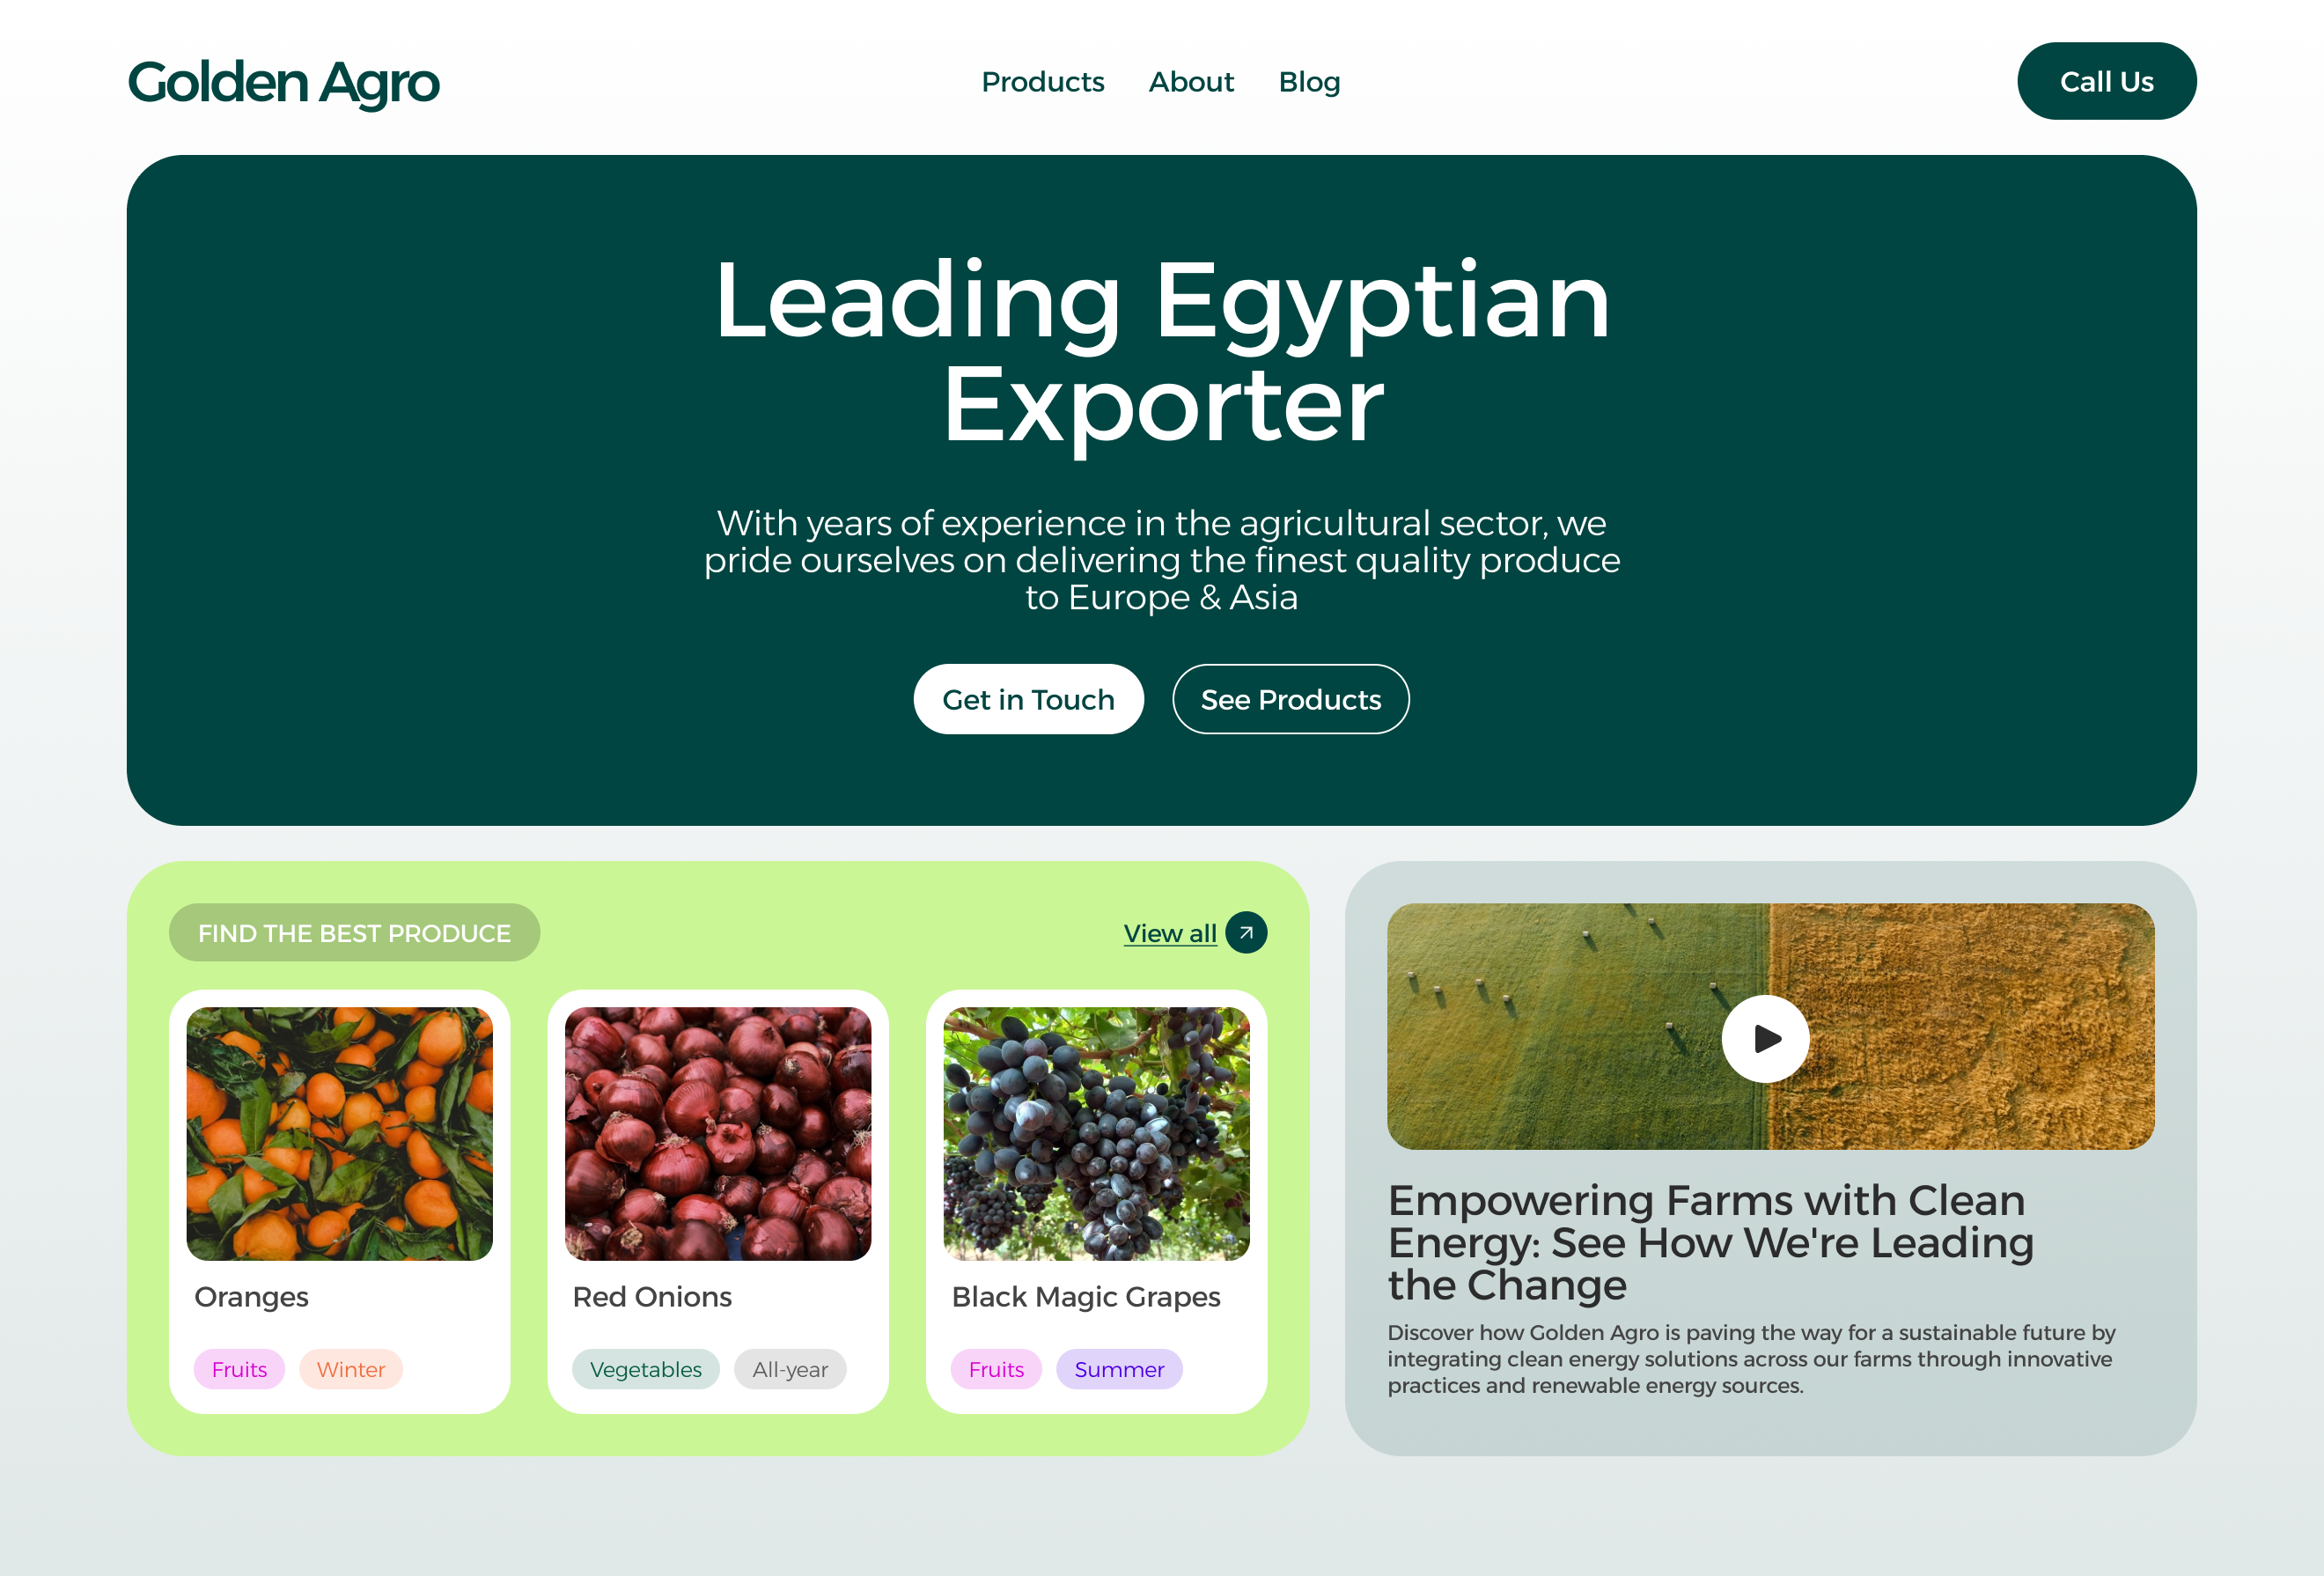 Golden Agro
Products
About
Blog
Call Us
Leading Egyptian
Exporter
With years of experience in the agricultural sector, we
pride ourselves on delivering the finest quality produce
to Europe & Asia
Get in Touch
See Products
FIND THE BEST PRODUCE
View all
Oranges
Fruits
Winter
Red Onions
Vegetables
All-year
Black Magic Grapes
Fruits
Summer
Empowering Farms with Clean
Energy: See How We're Leading
the Change
Discover how Golden Agro is paving the way for a sustainable future by
integrating clean energy solutions across our farms through innovative
practices and renewable energy sources.